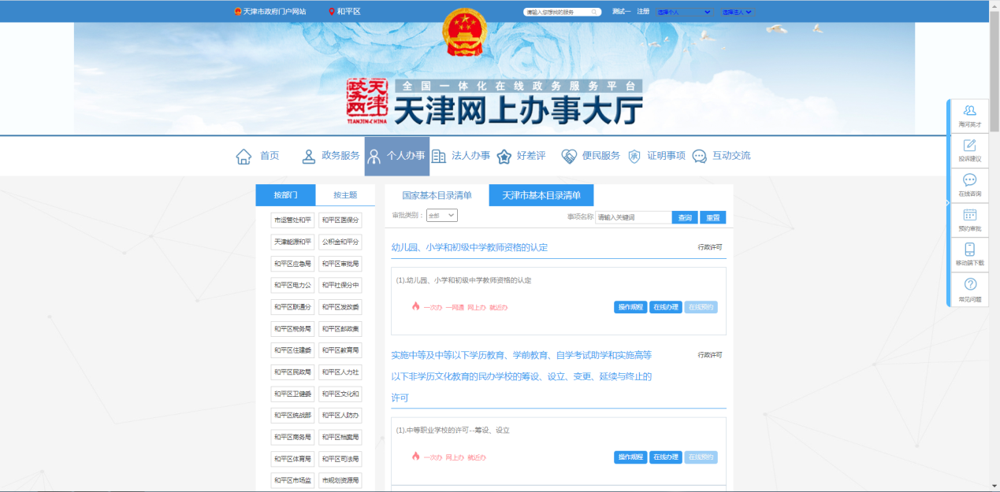 天津市政府门户网站 和平区 请输入您想找的服务 测试一 注册 选择个人 选择法人
天津政务网
TIANJIN-CHINA
全国一体化在线政务服务平台
天津网上办事大厅
首页 政务服务 个人办事 法人办事 好差评 便民服务 证明事项 互动交流
海河英才
投诉建议
在线咨询
预约审批
移动端下载
常见问题
按部门 按主题
市运管处和平 和平区医保分
天津能源和平 公积金和平分
和平区应急局 和平区审批局
和平区电力公 和平社保分中
和平区联通分 和平区发改委
和平区税务局 和平区邮政集
和平区住建委 和平区教育局
和平区民政局 和平区人力社
和平区卫健委 和平区文化和
和平区统战部 和平区人防办
和平区商务局 和平区档案局
和平区体育局 和平区司法局
和平区市场监 市规划资源局
国家基本目录清单 天津市基本目录清单
审批类别： 全部 事项名称 请输入关键词 查询 重置
幼儿园、小学和初级中学教师资格的认定 行政许可
(1).幼儿园、小学和初级中学教师资格的认定
一次办 一网通 网上办 就近办 操作规程 在线办理 在线预约
实施中等及中等以下学历教育、学前教育、自学考试助学和实施高等 行政许可
以下非学历文化教育的民办学校的筹设、设立、变更、延续与终止的
许可
(1).中等职业学校的许可--筹设、设立
一次办 网上办 就近办 操作规程 在线办理 在线预约